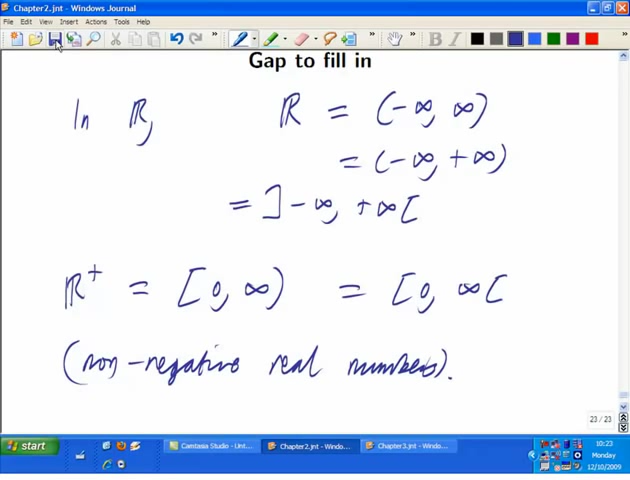 Chapter2.jnt - Windows Journal
File Edit View Insert Actions Tools Help
B I
Gap to fill in
In ℝ, ℝ = (-∞, ∞)
= (-∞, +∞)
= ]-∞, +∞[
ℝ⁺ = [0, ∞) = [0, ∞[
(non-negative real numbers).
23 / 23
start
Camtasia Studio - Unt...
Chapter2.jnt - Windo...
Chapter3.jnt - Windo...
10:23
Monday
12/10/2009